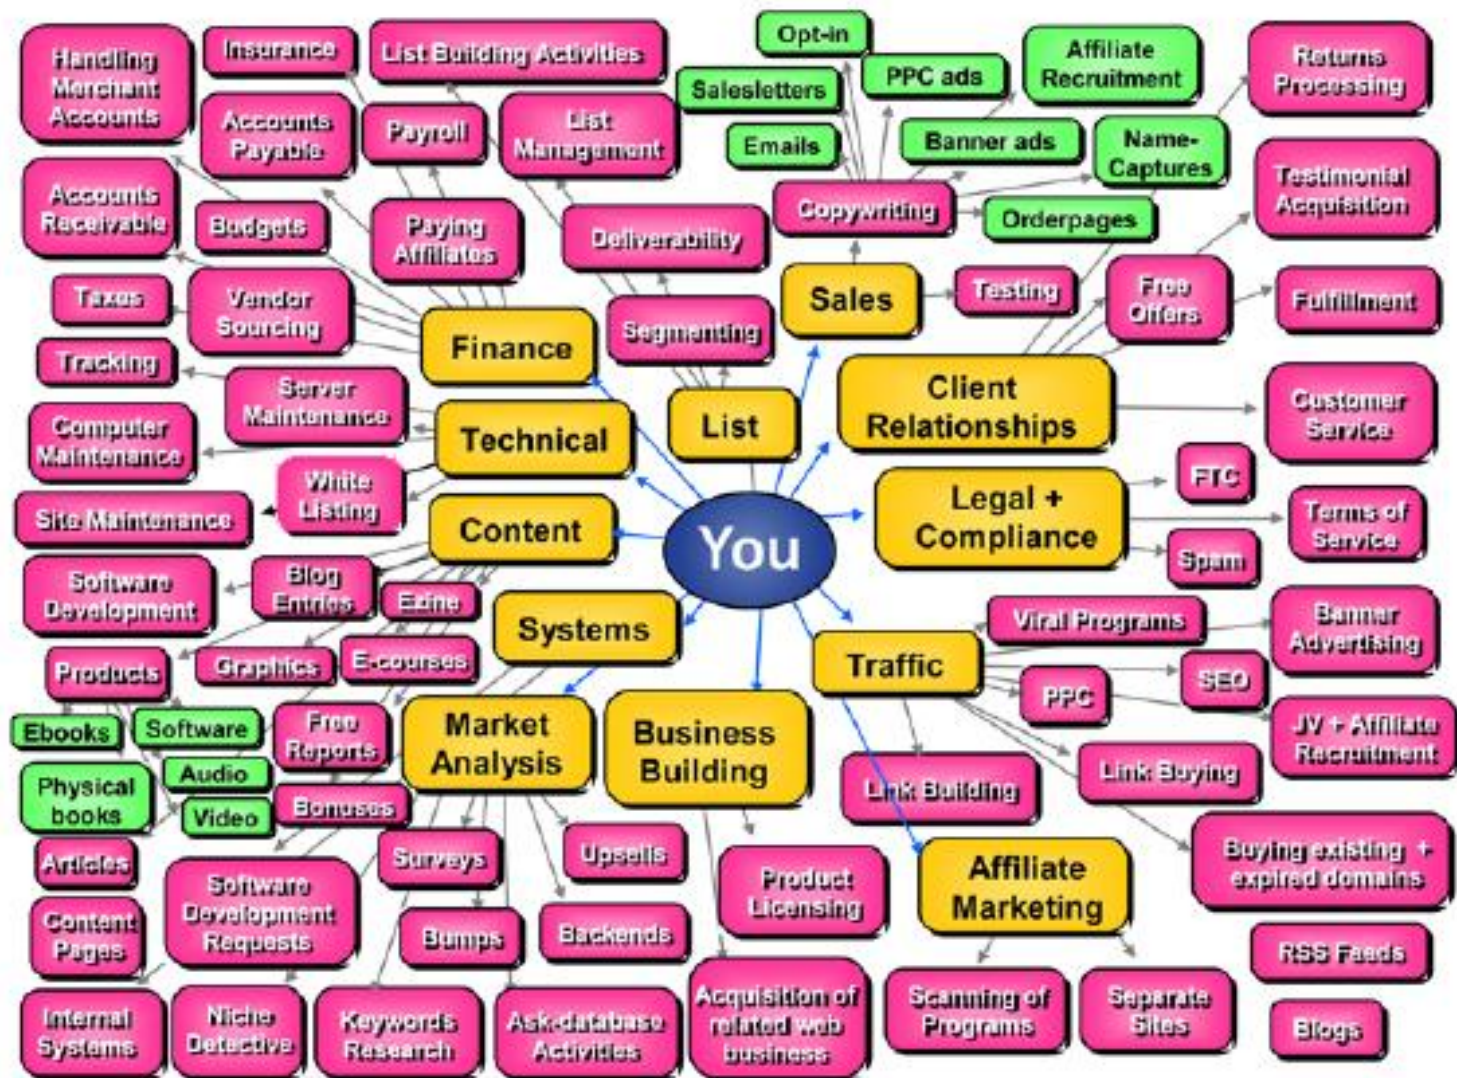 Handling
Merchant
Accounts
Insurance
List Building Activities
Opt-in
PPC ads
Affiliate
Recruitment
Returns
Processing
Salesletters
Accounts
Payable
Payroll
List
Management
Emails
Banner ads
Name-
Captures
Testimonial
Acquisition
Accounts
Receivable
Budgets
Paying
Affiliates
Deliverability
Copywriting
Orderpages
Taxes
Vendor
Sourcing
Segmenting
Sales
Testing
Free
Offers
Fulfillment
Tracking
Finance
Server
Maintenance
List
Client
Relationships
Customer
Service
Computer
Maintenance
Technical
White
Listing
Legal +
Compliance
FTC
Terms of
Service
Spam
Site Maintenance
Content
You
Software
Development
Blog
Entries
Ezine
Systems
Viral Programs
Banner
Advertising
Products
Graphics
E-courses
Traffic
PPC
SEO
Ebooks
Software
Free
Reports
Market
Analysis
Business
Building
JV + Affiliate
Recruitment
Physical
books
Audio
Video
Bonuses
Link Building
Link Buying
Articles
Surveys
Upsells
Product
Licensing
Affiliate
Marketing
Buying existing +
expired domains
Content
Pages
Software
Development
Requests
Bumps
Backends
RSS Feeds
Internal
Systems
Niche
Detective
Keywords
Research
Ask-database
Activities
Acquisition of
related web
business
Scanning of
Programs
Separate
Sites
Blogs